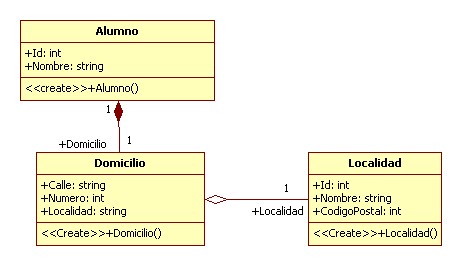 Alumno
+Id: int
+Nombre: string
<<create>>+Alumno()
1
+Domicilio
1
Domicilio
+Calle: string
+Numero: int
+Localidad: string
<<Create>>+Domicilio()
1
+Localidad
Localidad
+Id: int
+Nombre: string
+CodigoPostal: int
<<Create>>+Localidad()